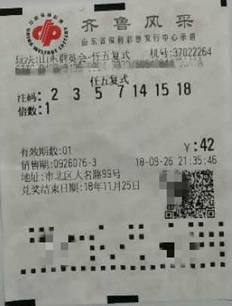 齐鲁风采
山东省福利彩票发行中心承销
玩法:山东群英会-任五复式 机号:37022264
任五复式
注码: 2 3 5 7 14 15 18
倍数:1
有效期数:01 ¥:42
销售期:0926076-3 18-09-26 21:35:46
地址:市北区人名路99号
兑奖结束日期:18年11月25日